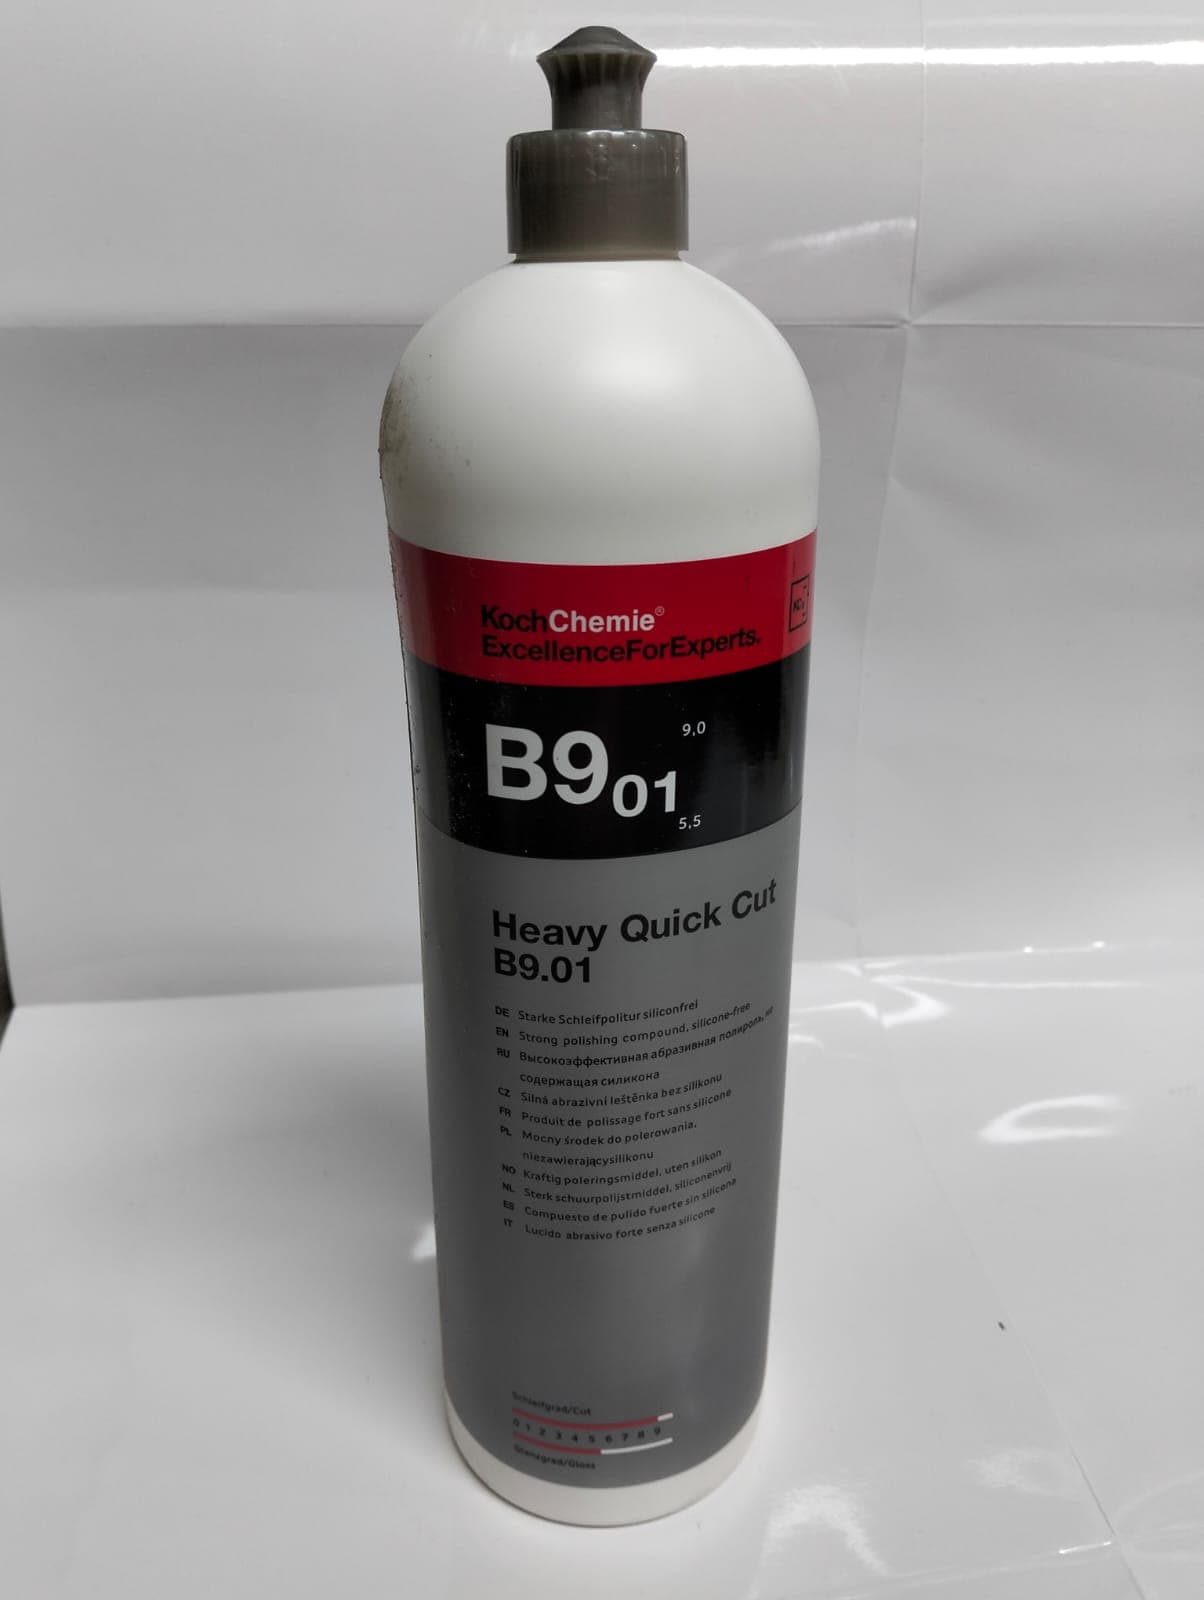 KochChemie®
ExcellenceForExperts.
B9 01
9,0
5,5
Heavy Quick Cut
B9.01
DE Starke Schleifpolitur siliconfrei
EN Strong polishing compound, silicone-free
RU Высокоэффективная абразивная полироль, не
содержащая силикона
CZ Silná abrazivní leštěnka bez silikonu
FR Produit de polissage fort sans silicone
PL Mocny środek do polerowania,
niezawierającysilikonu
NO Kraftig poleringsmiddel, uten silikon
NL Sterk schuurpolijstmiddel, siliconenvrij
ES Compuesto de pulido fuerte sin silicona
IT Lucido abrasivo forte senza silicone
Schleifgrad/Cut
0 1 2 3 4 5 6 7 8 9
Glanzgrad/Gloss